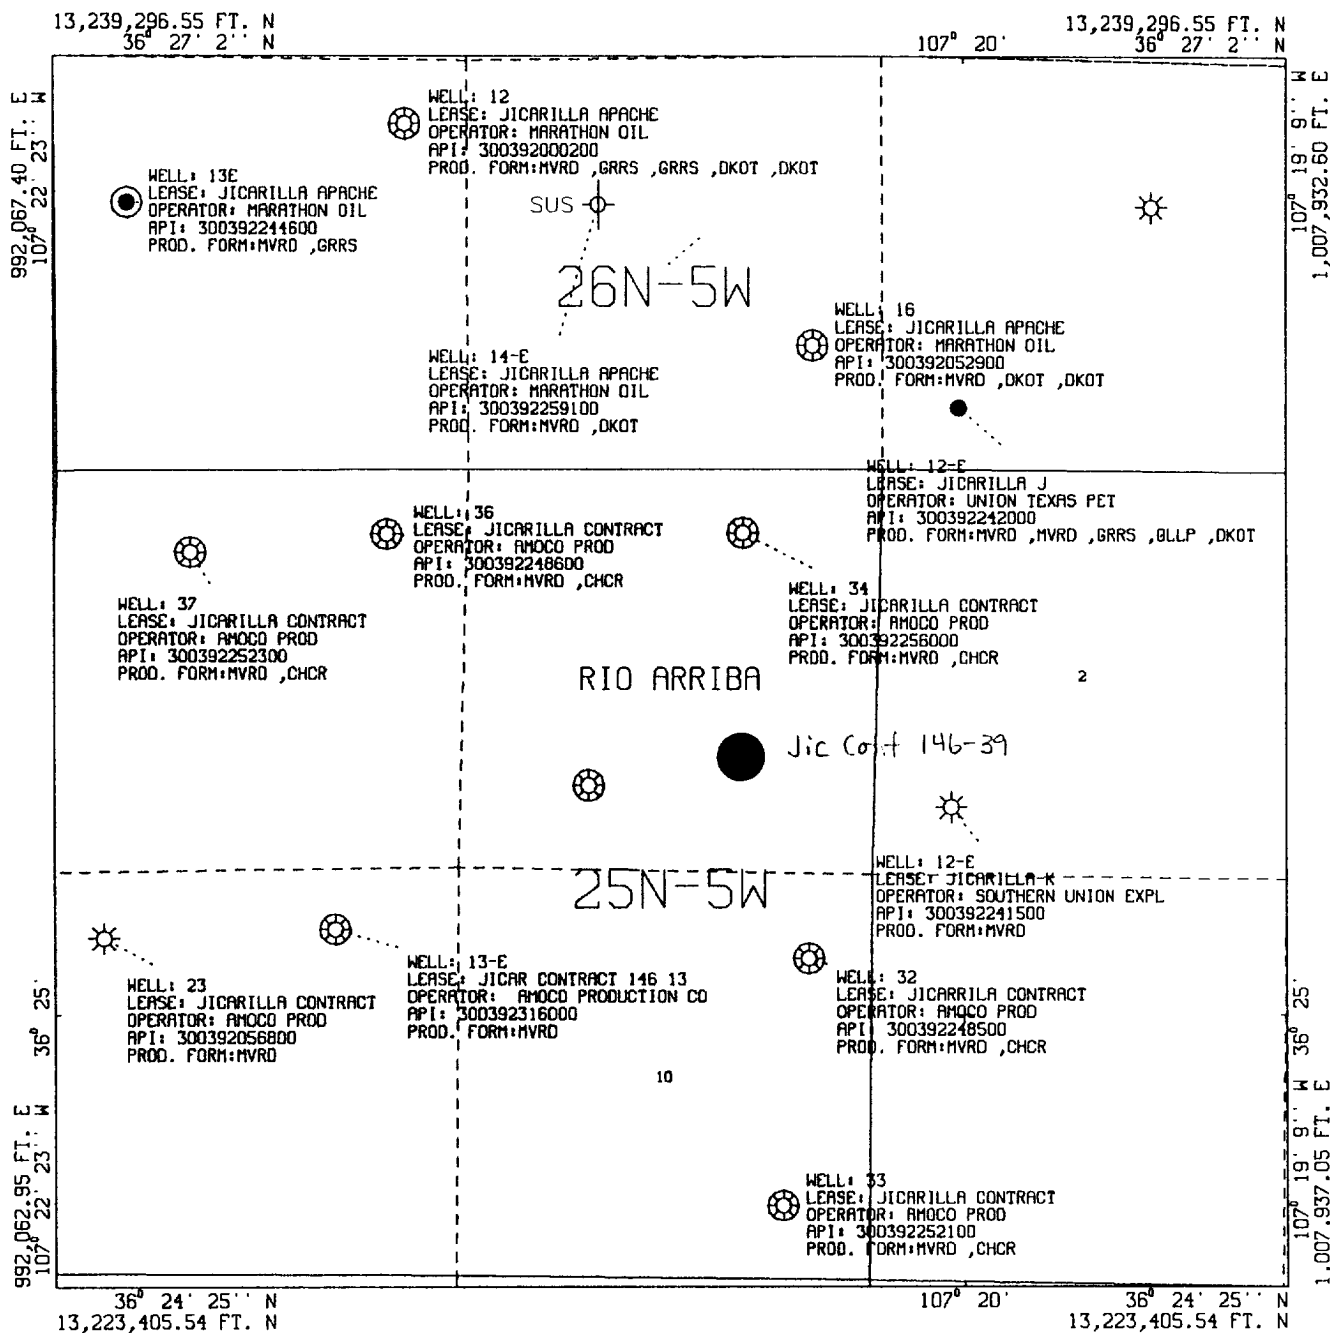 13,239,296.55 FT. N
36° 27' 2'' N
107° 20'
13,239,296.55 FT. N
36° 27' 2'' N
992,067.40 FT. E
107° 22' 23'' W
107° 19' 9'' W
1,007,932.60 FT. E
WELL: 12
LEASE: JICARILLA APACHE
OPERATOR: MARATHON OIL
API: 300392000200
PROD. FORM:MVRD ,GRRS ,GRRS ,DKOT ,DKOT
WELL: 13E
LEASE: JICARILLA APACHE
OPERATOR: MARATHON OIL
API: 300392244600
PROD. FORM:MVRD ,GRRS
SUS
26N-5W
WELL: 16
LEASE: JICARILLA APACHE
OPERATOR: MARATHON OIL
API: 300392052900
PROD. FORM:MVRD ,DKOT ,DKOT
WELL: 14-E
LEASE: JICARILLA APACHE
OPERATOR: MARATHON OIL
API: 300392259100
PROD. FORM:MVRD ,DKOT
WELL: 12-E
LEASE: JICARILLA J
OPERATOR: UNION TEXAS PET
API: 300392242000
PROD. FORM:MVRD ,MVRD ,GRRS ,GLLP ,DKOT
WELL: 36
LEASE: JICARILLA CONTRACT
OPERATOR: AMOCO PROD
API: 300392248600
PROD. FORM:MVRD ,CHCR
WELL: 37
LEASE: JICARILLA CONTRACT
OPERATOR: AMOCO PROD
API: 300392252300
PROD. FORM:MVRD ,CHCR
WELL: 34
LEASE: JICARILLA CONTRACT
OPERATOR: AMOCO PROD
API: 300392256000
PROD. FORM:MVRD ,CHCR
RIO ARRIBA
2
Jic Cont 146-39
25N-5W
WELL: 12-E
LEASE: JICARILLA K
OPERATOR: SOUTHERN UNION EXPL
API: 300392241500
PROD. FORM:MVRD
WELL: 23
LEASE: JICARILLA CONTRACT
OPERATOR: AMOCO PROD
API: 300392056800
PROD. FORM:MVRD
WELL: 13-E
LEASE: JICAR CONTRACT 146 13
OPERATOR: AMOCO PRODUCTION CO
API: 300392316000
PROD. FORM:MVRD
WELL: 32
LEASE: JICARRILA CONTRACT
OPERATOR: AMOCO PROD
API: 300392248500
PROD. FORM:MVRD ,CHCR
36° 25'
36° 25'
10
WELL: 33
LEASE: JICARILLA CONTRACT
OPERATOR: AMOCO PROD
API: 300392252100
PROD. FORM:MVRD ,CHCR
992,062.95 FT. E
107° 22' 23'' W
107° 19' 9'' W
1,007,937.05 FT. E
36° 24' 25'' N
13,223,405.54 FT. N
107° 20'
36° 24' 25'' N
13,223,405.54 FT. N